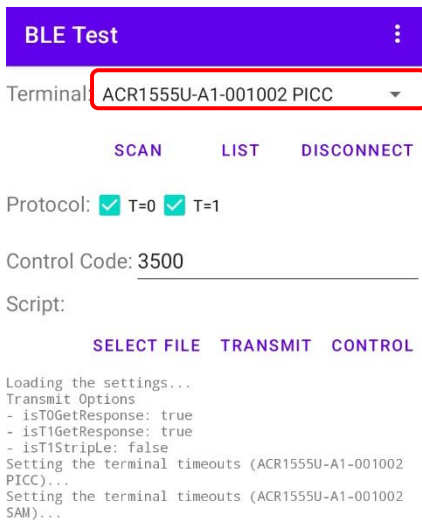 BLE Test
Terminal: ACR1555U-A1-001002 PICC
SCAN LIST DISCONNECT
Protocol: T=0 T=1
Control Code: 3500
Script:
SELECT FILE TRANSMIT CONTROL
Loading the settings...
Transmit Options
- isT0GetResponse: true
- isT1GetResponse: true
- isT1StripLe: false
Setting the terminal timeouts (ACR1555U-A1-001002
PICC)...
Setting the terminal timeouts (ACR1555U-A1-001002
SAM)...